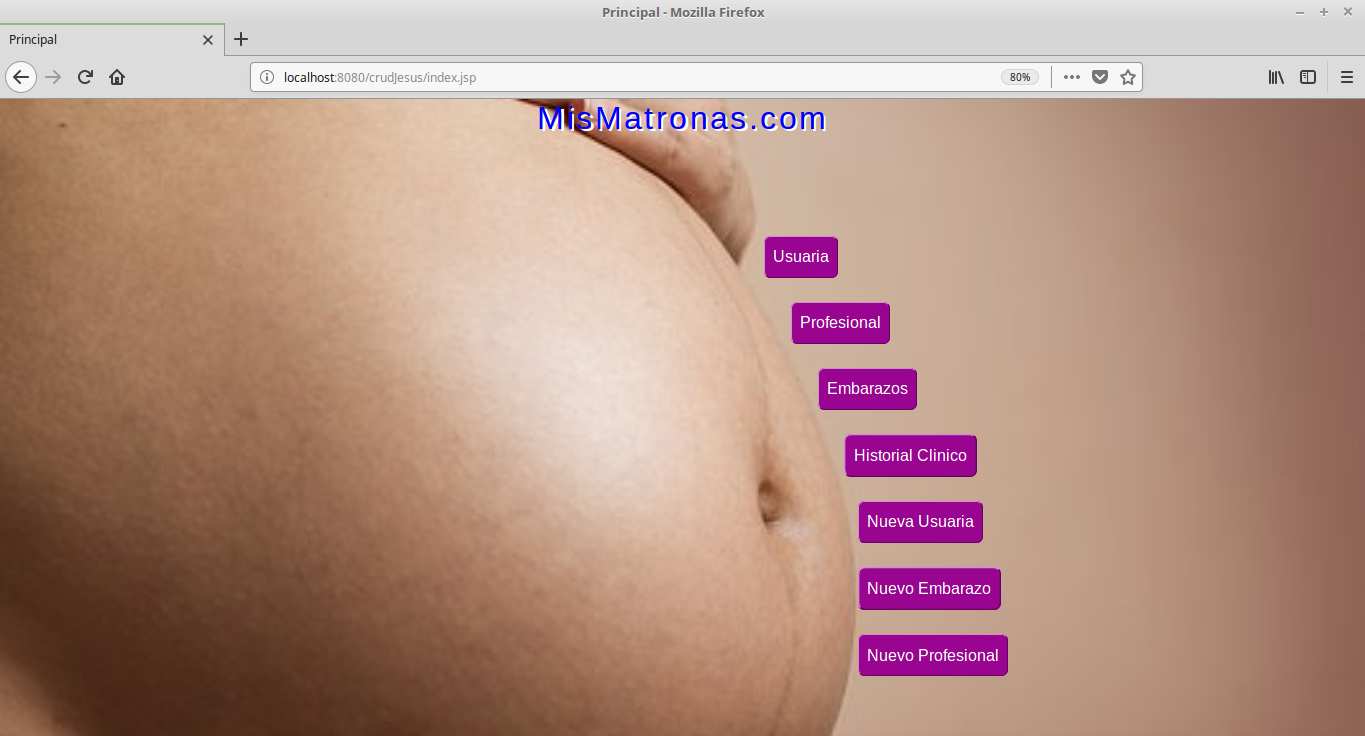 Principal - Mozilla Firefox
Principal
localhost:8080/crudJesus/index.jsp 80%
MisMatronas.com
Usuaria
Profesional
Embarazos
Historial Clinico
Nueva Usuaria
Nuevo Embarazo
Nuevo Profesional